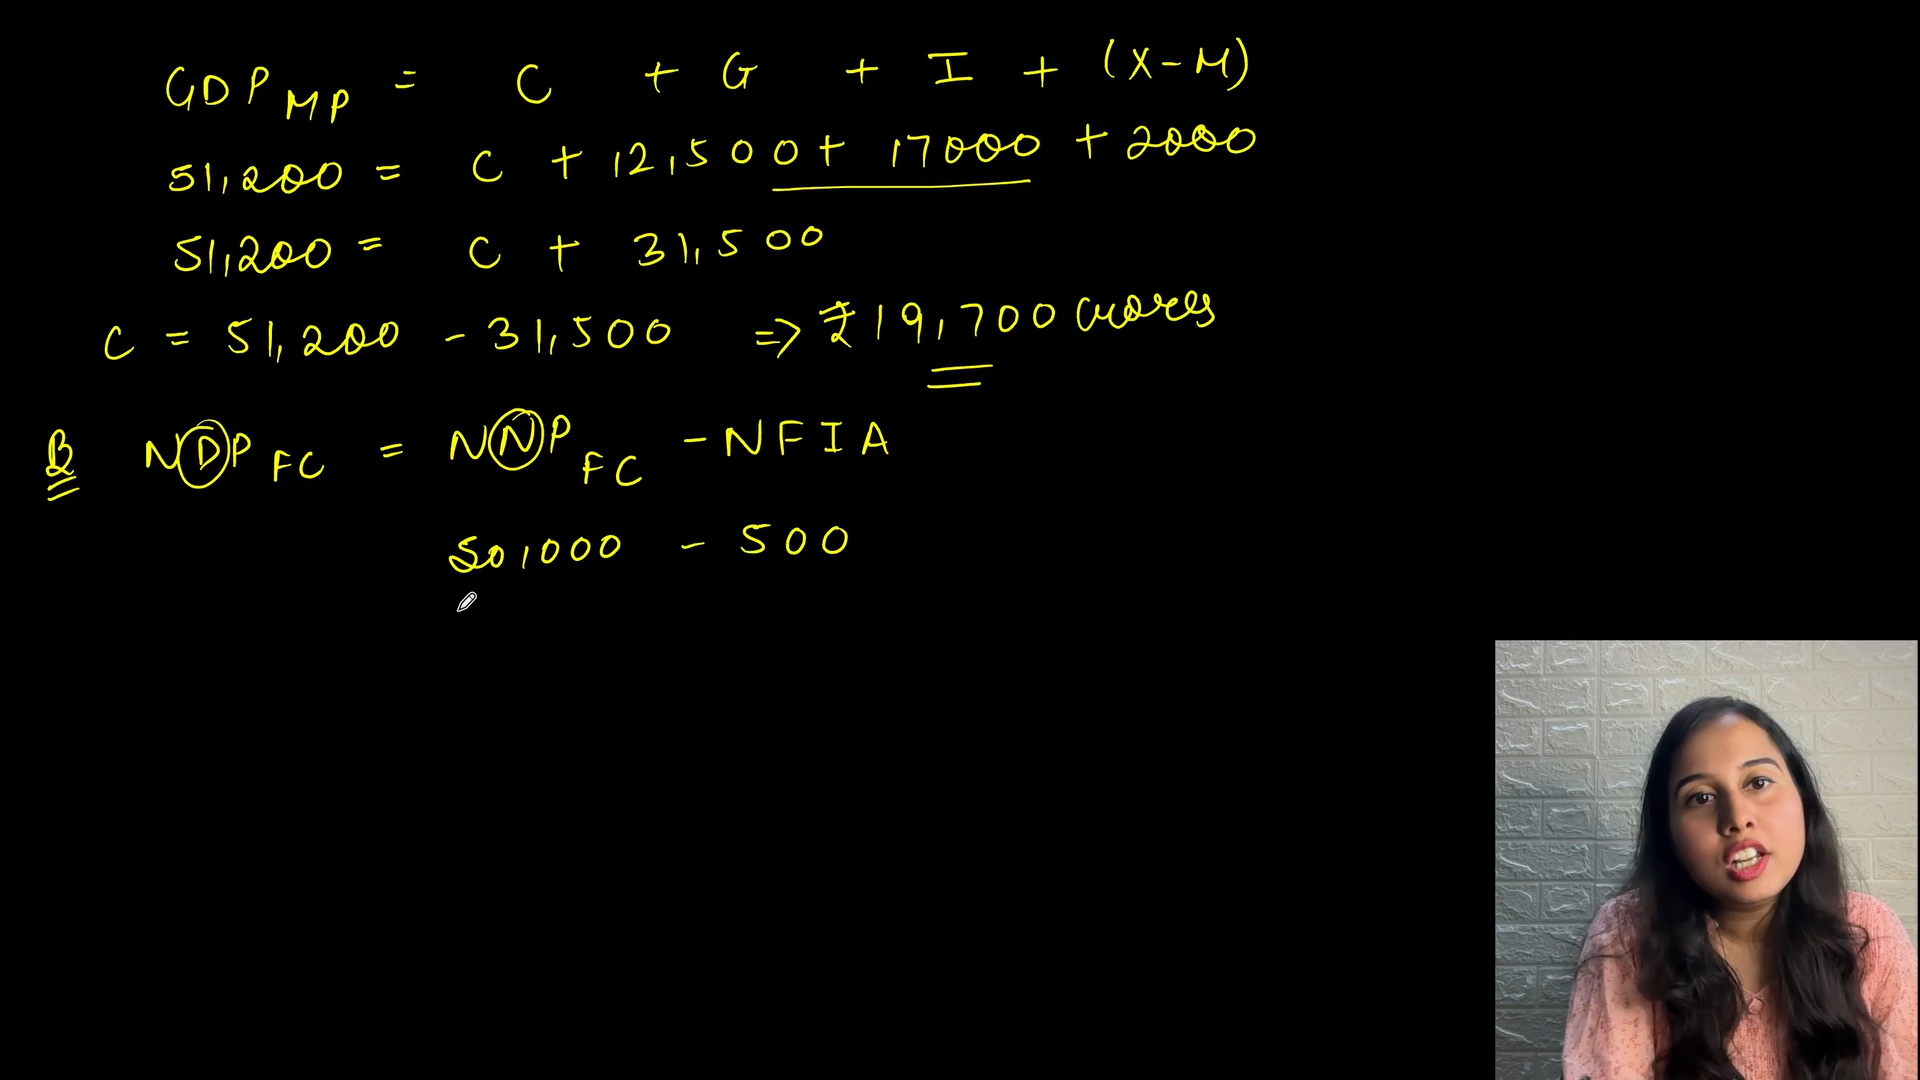 GDP MP = C + G + I + (X-M)
51,200 = C + 12,500 + 17000 + 2000
51,200 = C + 31,500
C = 51,200 - 31,500 => ₹19,700 crores
B NDP FC = NNP FC - NFIA
50,000 - 500